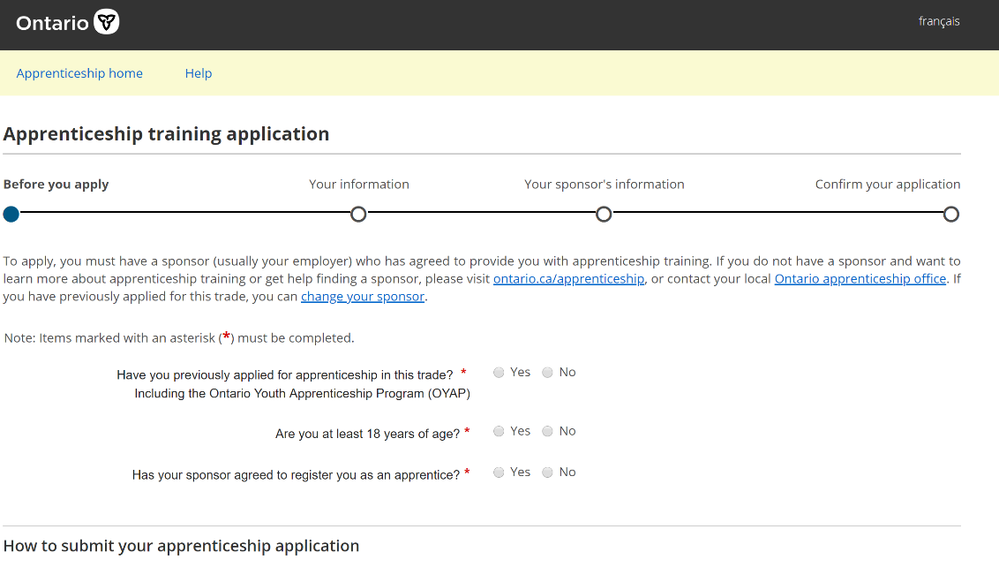 Ontario
français
Apprenticeship home Help
Apprenticeship training application
Before you apply Your information Your sponsor's information Confirm your application
To apply, you must have a sponsor (usually your employer) who has agreed to provide you with apprenticeship training. If you do not have a sponsor and want to
learn more about apprenticeship training or get help finding a sponsor, please visit ontario.ca/apprenticeship, or contact your local Ontario apprenticeship office. If
you have previously applied for this trade, you can change your sponsor.
Note: Items marked with an asterisk (*) must be completed.
Have you previously applied for apprenticeship in this trade? * Yes No
Including the Ontario Youth Apprenticeship Program (OYAP)
Are you at least 18 years of age? * Yes No
Has your sponsor agreed to register you as an apprentice? * Yes No
How to submit your apprenticeship application